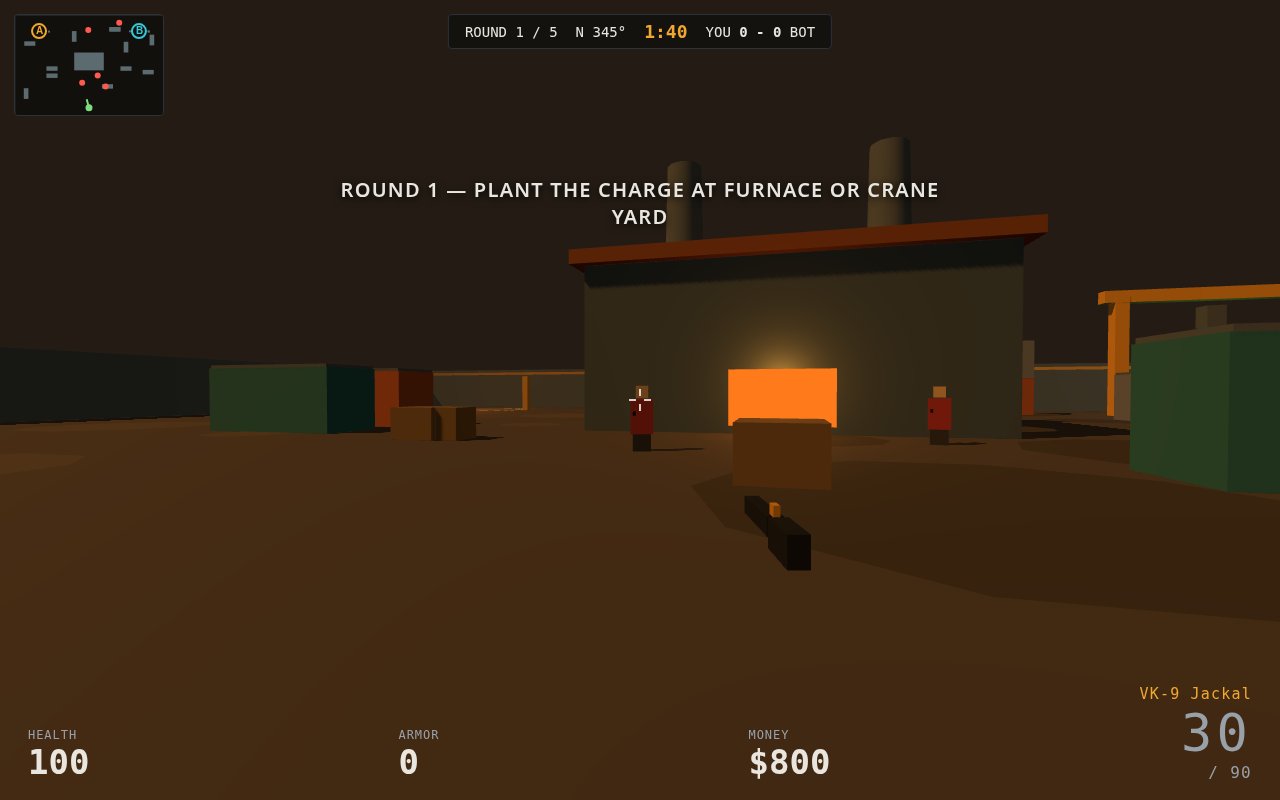 A
B
ROUND 1 / 5 N 345° 1:40 YOU 0 - 0 BOT
ROUND 1 — PLANT THE CHARGE AT FURNACE OR CRANE
YARD
VK-9 Jackal
30
/ 90
HEALTH
100
ARMOR
0
MONEY
$800